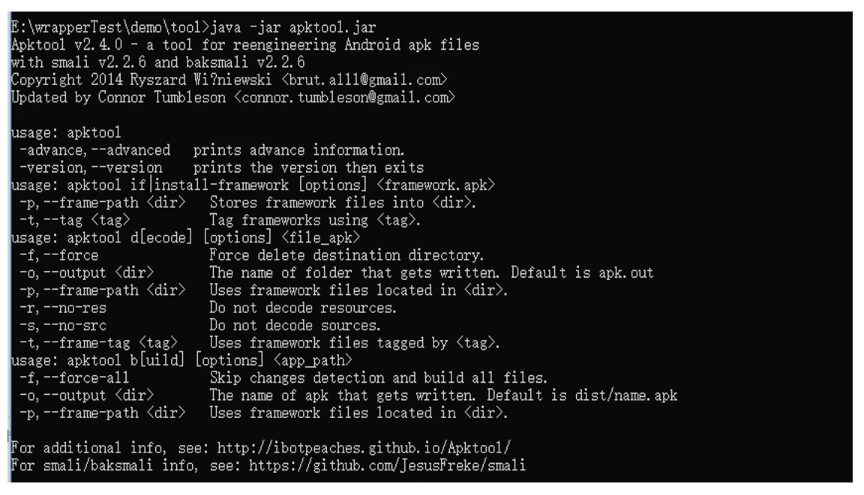 E:\wrapperTest\demo\tool>java -jar apktool.jar
Apktool v2.4.0 - a tool for reengineering Android apk files
with smali v2.2.6 and baksmali v2.2.6
Copyright 2014 Ryszard Wi?niewski <brut.alll@gmail.com>
Updated by Connor Tumbleson <connor.tumbleson@gmail.com>

usage: apktool
 -advance,--advanced   prints advance information.
 -version,--version    prints the version then exits
usage: apktool if|install-framework [options] <framework.apk>
 -p,--frame-path <dir>   Stores framework files into <dir>.
 -t,--tag <tag>          Tag frameworks using <tag>.
usage: apktool d[ecode] [options] <file_apk>
 -f,--force              Force delete destination directory.
 -o,--output <dir>       The name of folder that gets written. Default is apk.out
 -p,--frame-path <dir>   Uses framework files located in <dir>.
 -r,--no-res             Do not decode resources.
 -s,--no-src             Do not decode sources.
 -t,--frame-tag <tag>    Uses framework files tagged by <tag>.
usage: apktool b[uild] [options] <app_path>
 -f,--force-all          Skip changes detection and build all files.
 -o,--output <dir>       The name of apk that gets written. Default is dist/name.apk
 -p,--frame-path <dir>   Uses framework files located in <dir>.

For additional info, see: http://ibotpeaches.github.io/Apktool/
For smali/baksmali info, see: https://github.com/JesusFreke/smali